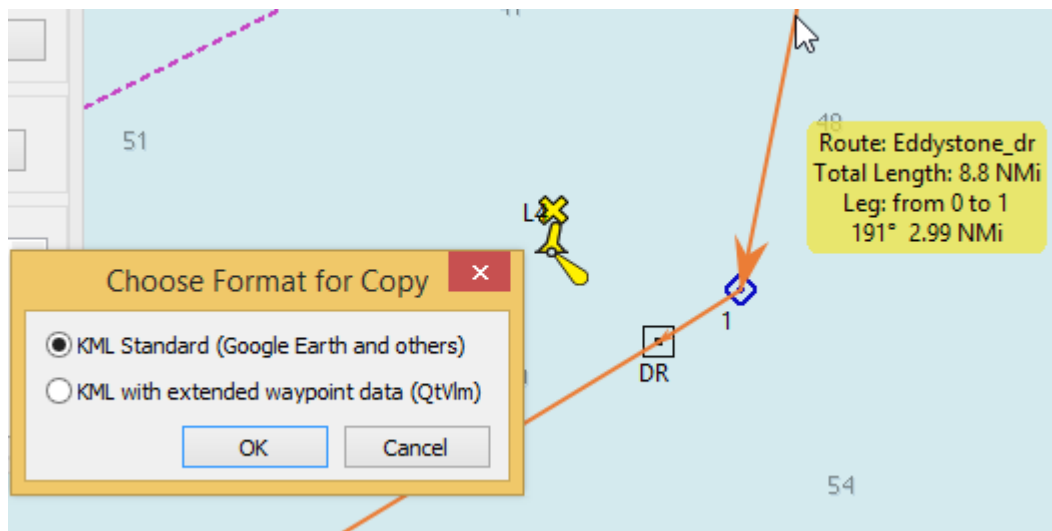 51
48
Route: Eddystone_dr
Total Length: 8.8 NMi
Leg: from 0 to 1
191° 2.99 NMi
Choose Format for Copy
KML Standard (Google Earth and others)
KML with extended waypoint data (QtVlm)
OK
Cancel
1
DR
54